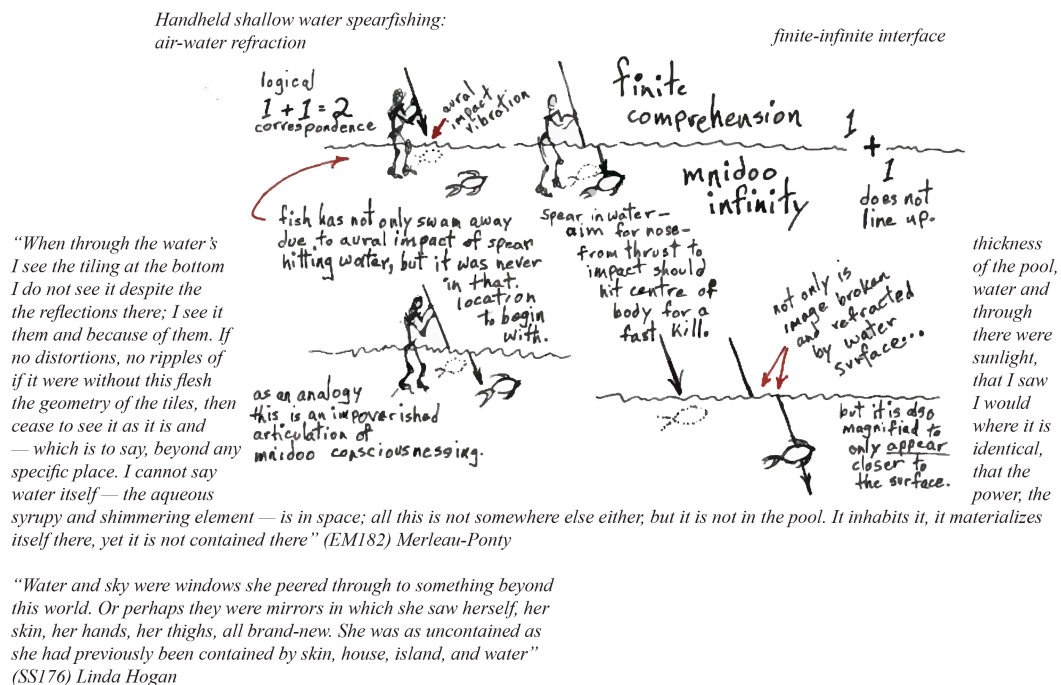 Handheld shallow water spearfishing:
air-water refraction
finite-infinite interface
logical
1 + 1 = 2
correspondence
aural
impact
vibration
finite
comprehension
1
+
1
does not
line up.
mnidoo
infinity
fish has not only swam away
due to aural impact of spear
hitting water, but it was never
in that
location
to begin
with.
spear in water—
aim for nose—
from thrust to
impact should
hit centre of
body for a
fast kill.
not only is
image broken
and refracted
by water
surface...
but it is also
magnified to
only appear
closer to
the surface.
as an analogy
this is an impoverished
articulation of
mnidoo consciousnessing.
“When through the water’s thickness
I see the tiling at the bottom of the pool,
I do not see it despite the water and
the reflections there; I see it through
them and because of them. If there were
no distortions, no ripples of sunlight,
if it were without this flesh that I saw
the geometry of the tiles, then I would
cease to see it as it is and where it is
— which is to say, beyond any identical,
specific place. I cannot say that the
water itself — the aqueous power, the
syrupy and shimmering element — is in space; all this is not somewhere else either, but it is not in the pool. It inhabits it, it materializes
itself there, yet it is not contained there” (EM182) Merleau-Ponty
“Water and sky were windows she peered through to something beyond
this world. Or perhaps they were mirrors in which she saw herself, her
skin, her hands, her thighs, all brand-new. She was as uncontained as
she had previously been contained by skin, house, island, and water”
(SS176) Linda Hogan